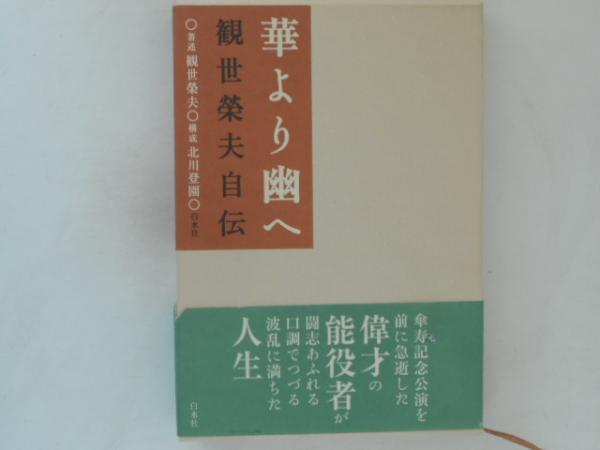 華より幽へ
観世榮夫自伝
○著述 観世榮夫○構成 北川登園○白水社
傘寿記念公演を
前に急逝した
偉才の
能役者が
闘志あふれる
口調でつづる
波乱に満ちた
人生
白水社